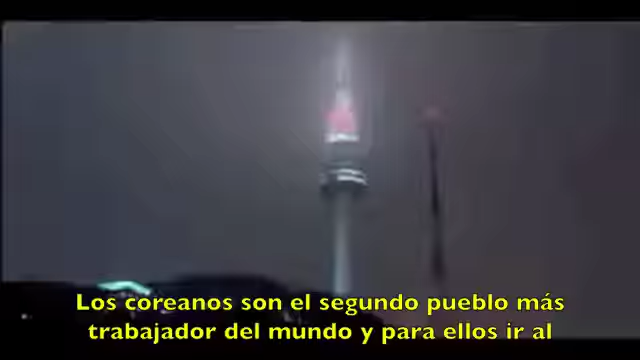 Los coreanos son el segundo pueblo más
trabajador del mundo y para ellos ir al